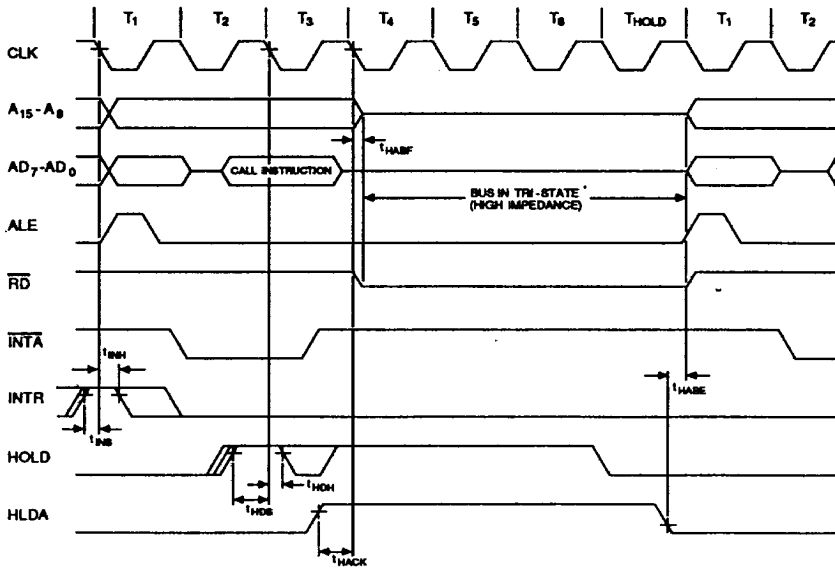 T1 T2 T3 T4 T5 T6 THOLD T1 T2
CLK
A15-A8
tHABF
AD7-AD0
CALL INSTRUCTION
BUS IN TRI-STATE*
(HIGH IMPEDANCE)
ALE
RD
INTA
tINH
tHABE
INTR
tINS
HOLD
tHDH
tHDS
HLDA
tHACK